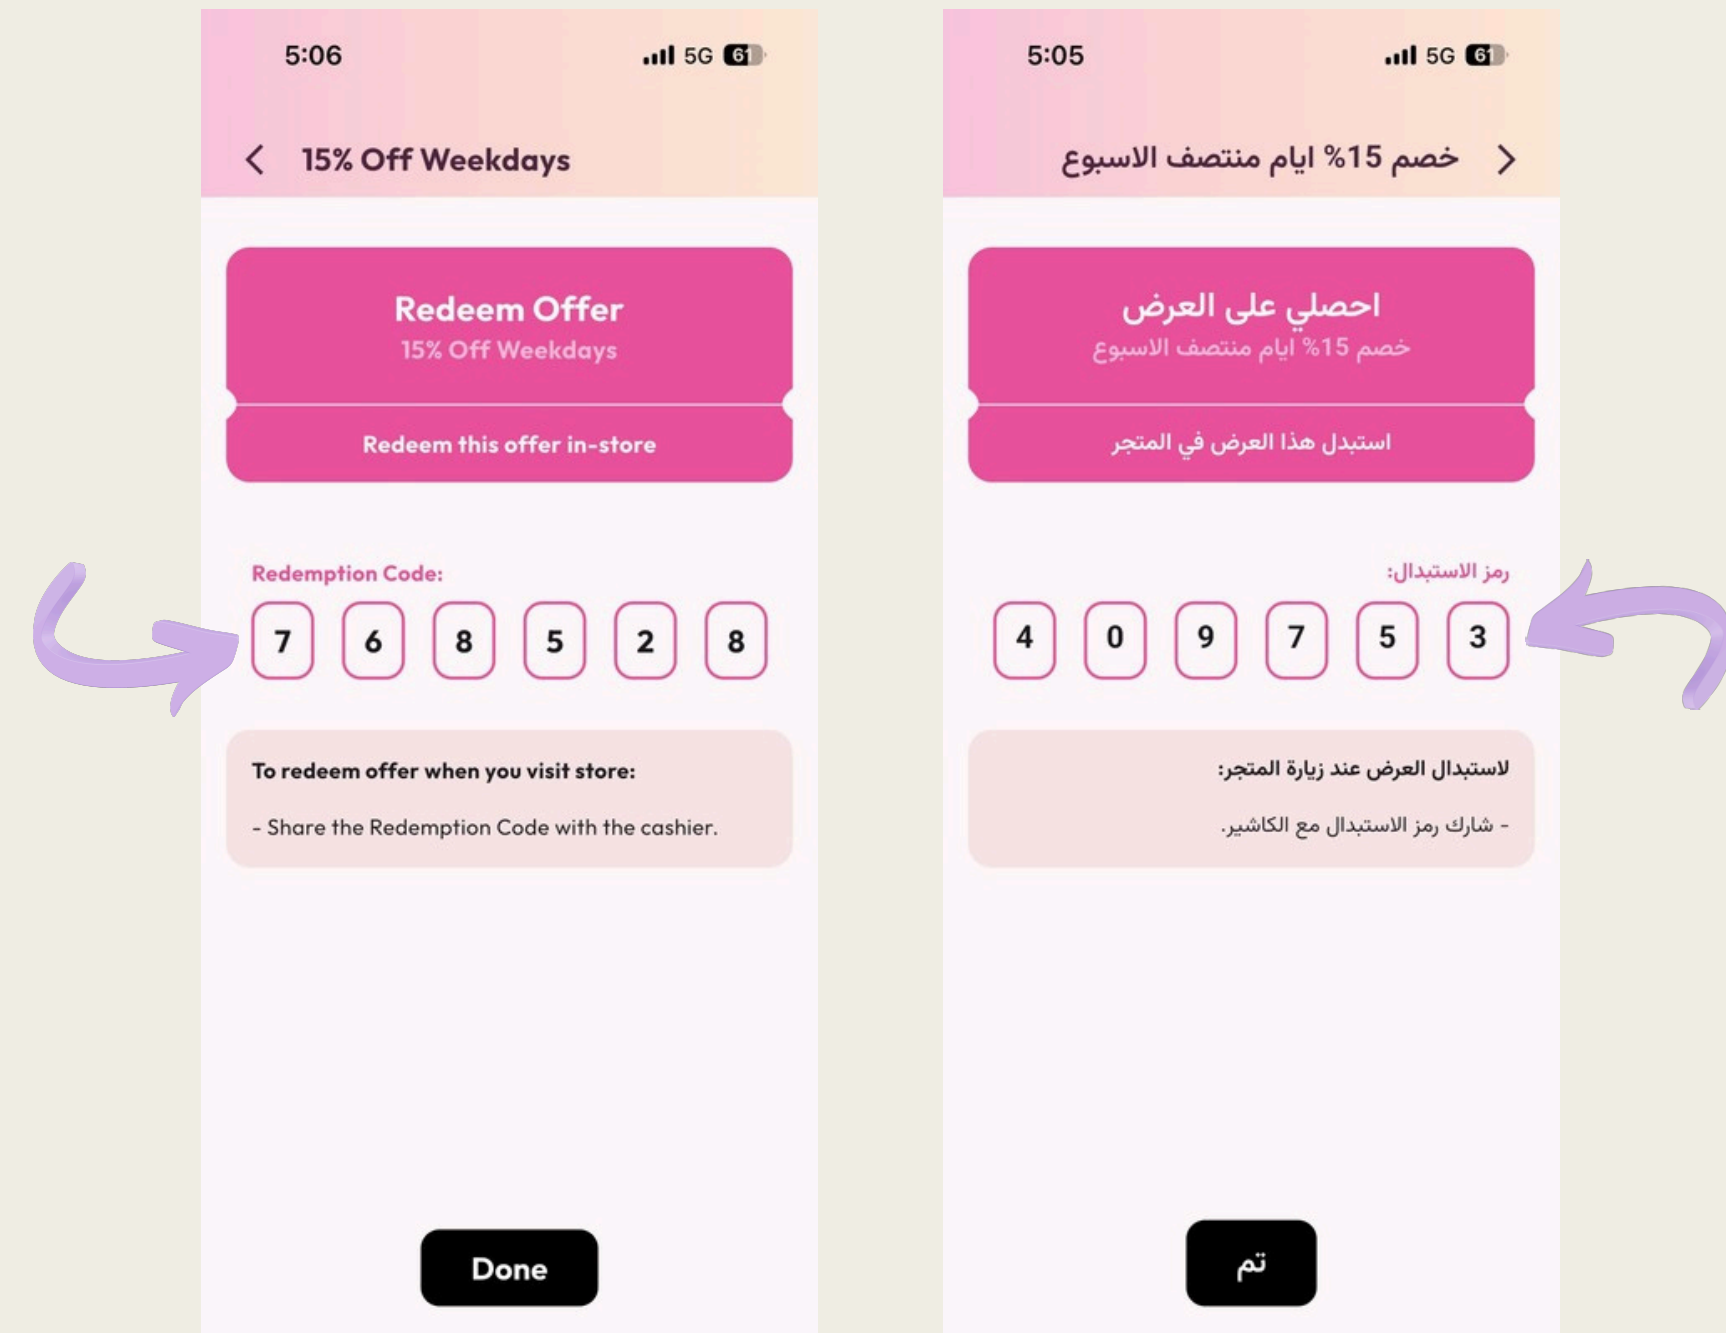 5:06
5G 61
15% Off Weekdays
Redeem Offer
15% Off Weekdays
Redeem this offer in-store
Redemption Code:
7 6 8 5 2 8
To redeem offer when you visit store:
- Share the Redemption Code with the cashier.
Done
5:05
5G 61
خصم 15% ايام منتصف الاسبوع
احصلي على العرض
خصم 15% ايام منتصف الاسبوع
استبدل هذا العرض في المتجر
رمز الاستبدال:
4 0 9 7 5 3
لاستبدال العرض عند زيارة المتجر:
- شارك رمز الاستبدال مع الكاشير.
تم